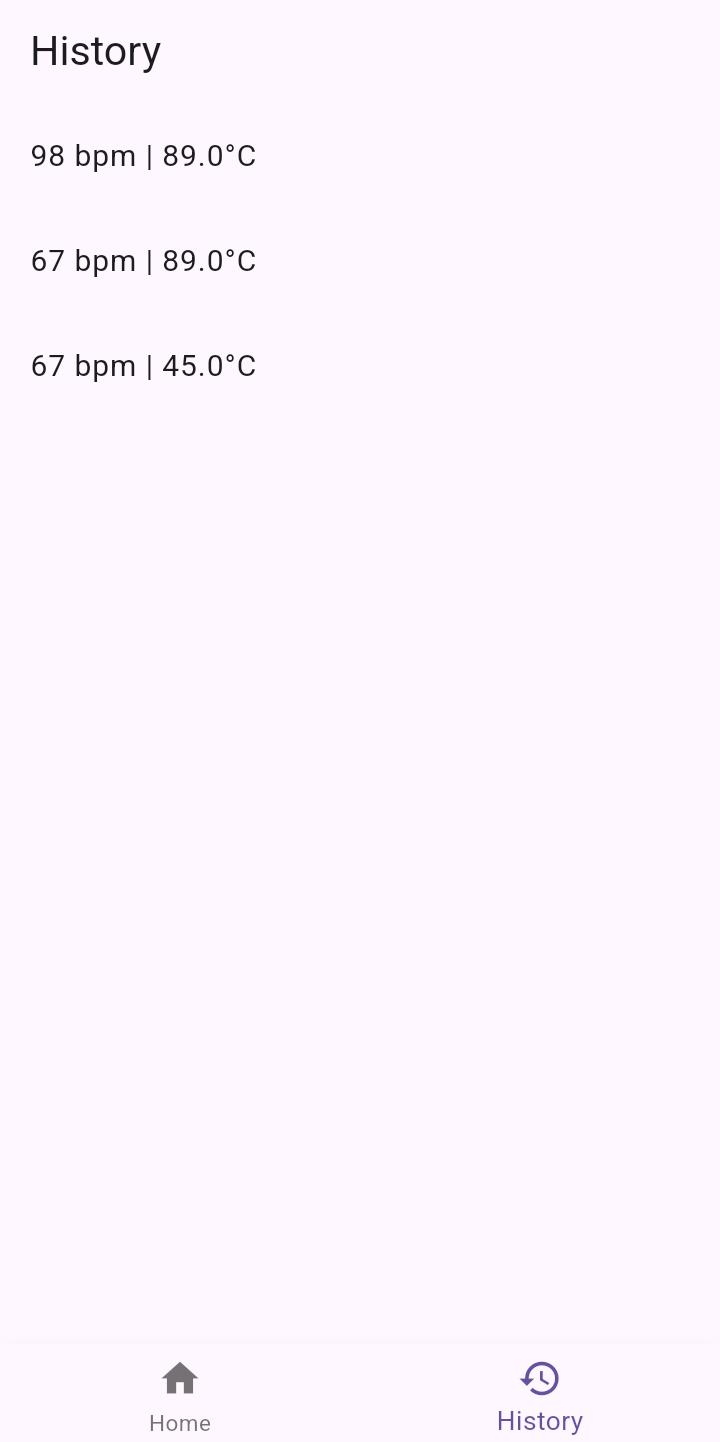 History
98 bpm | 89.0°C
67 bpm | 89.0°C
67 bpm | 45.0°C
Home
History